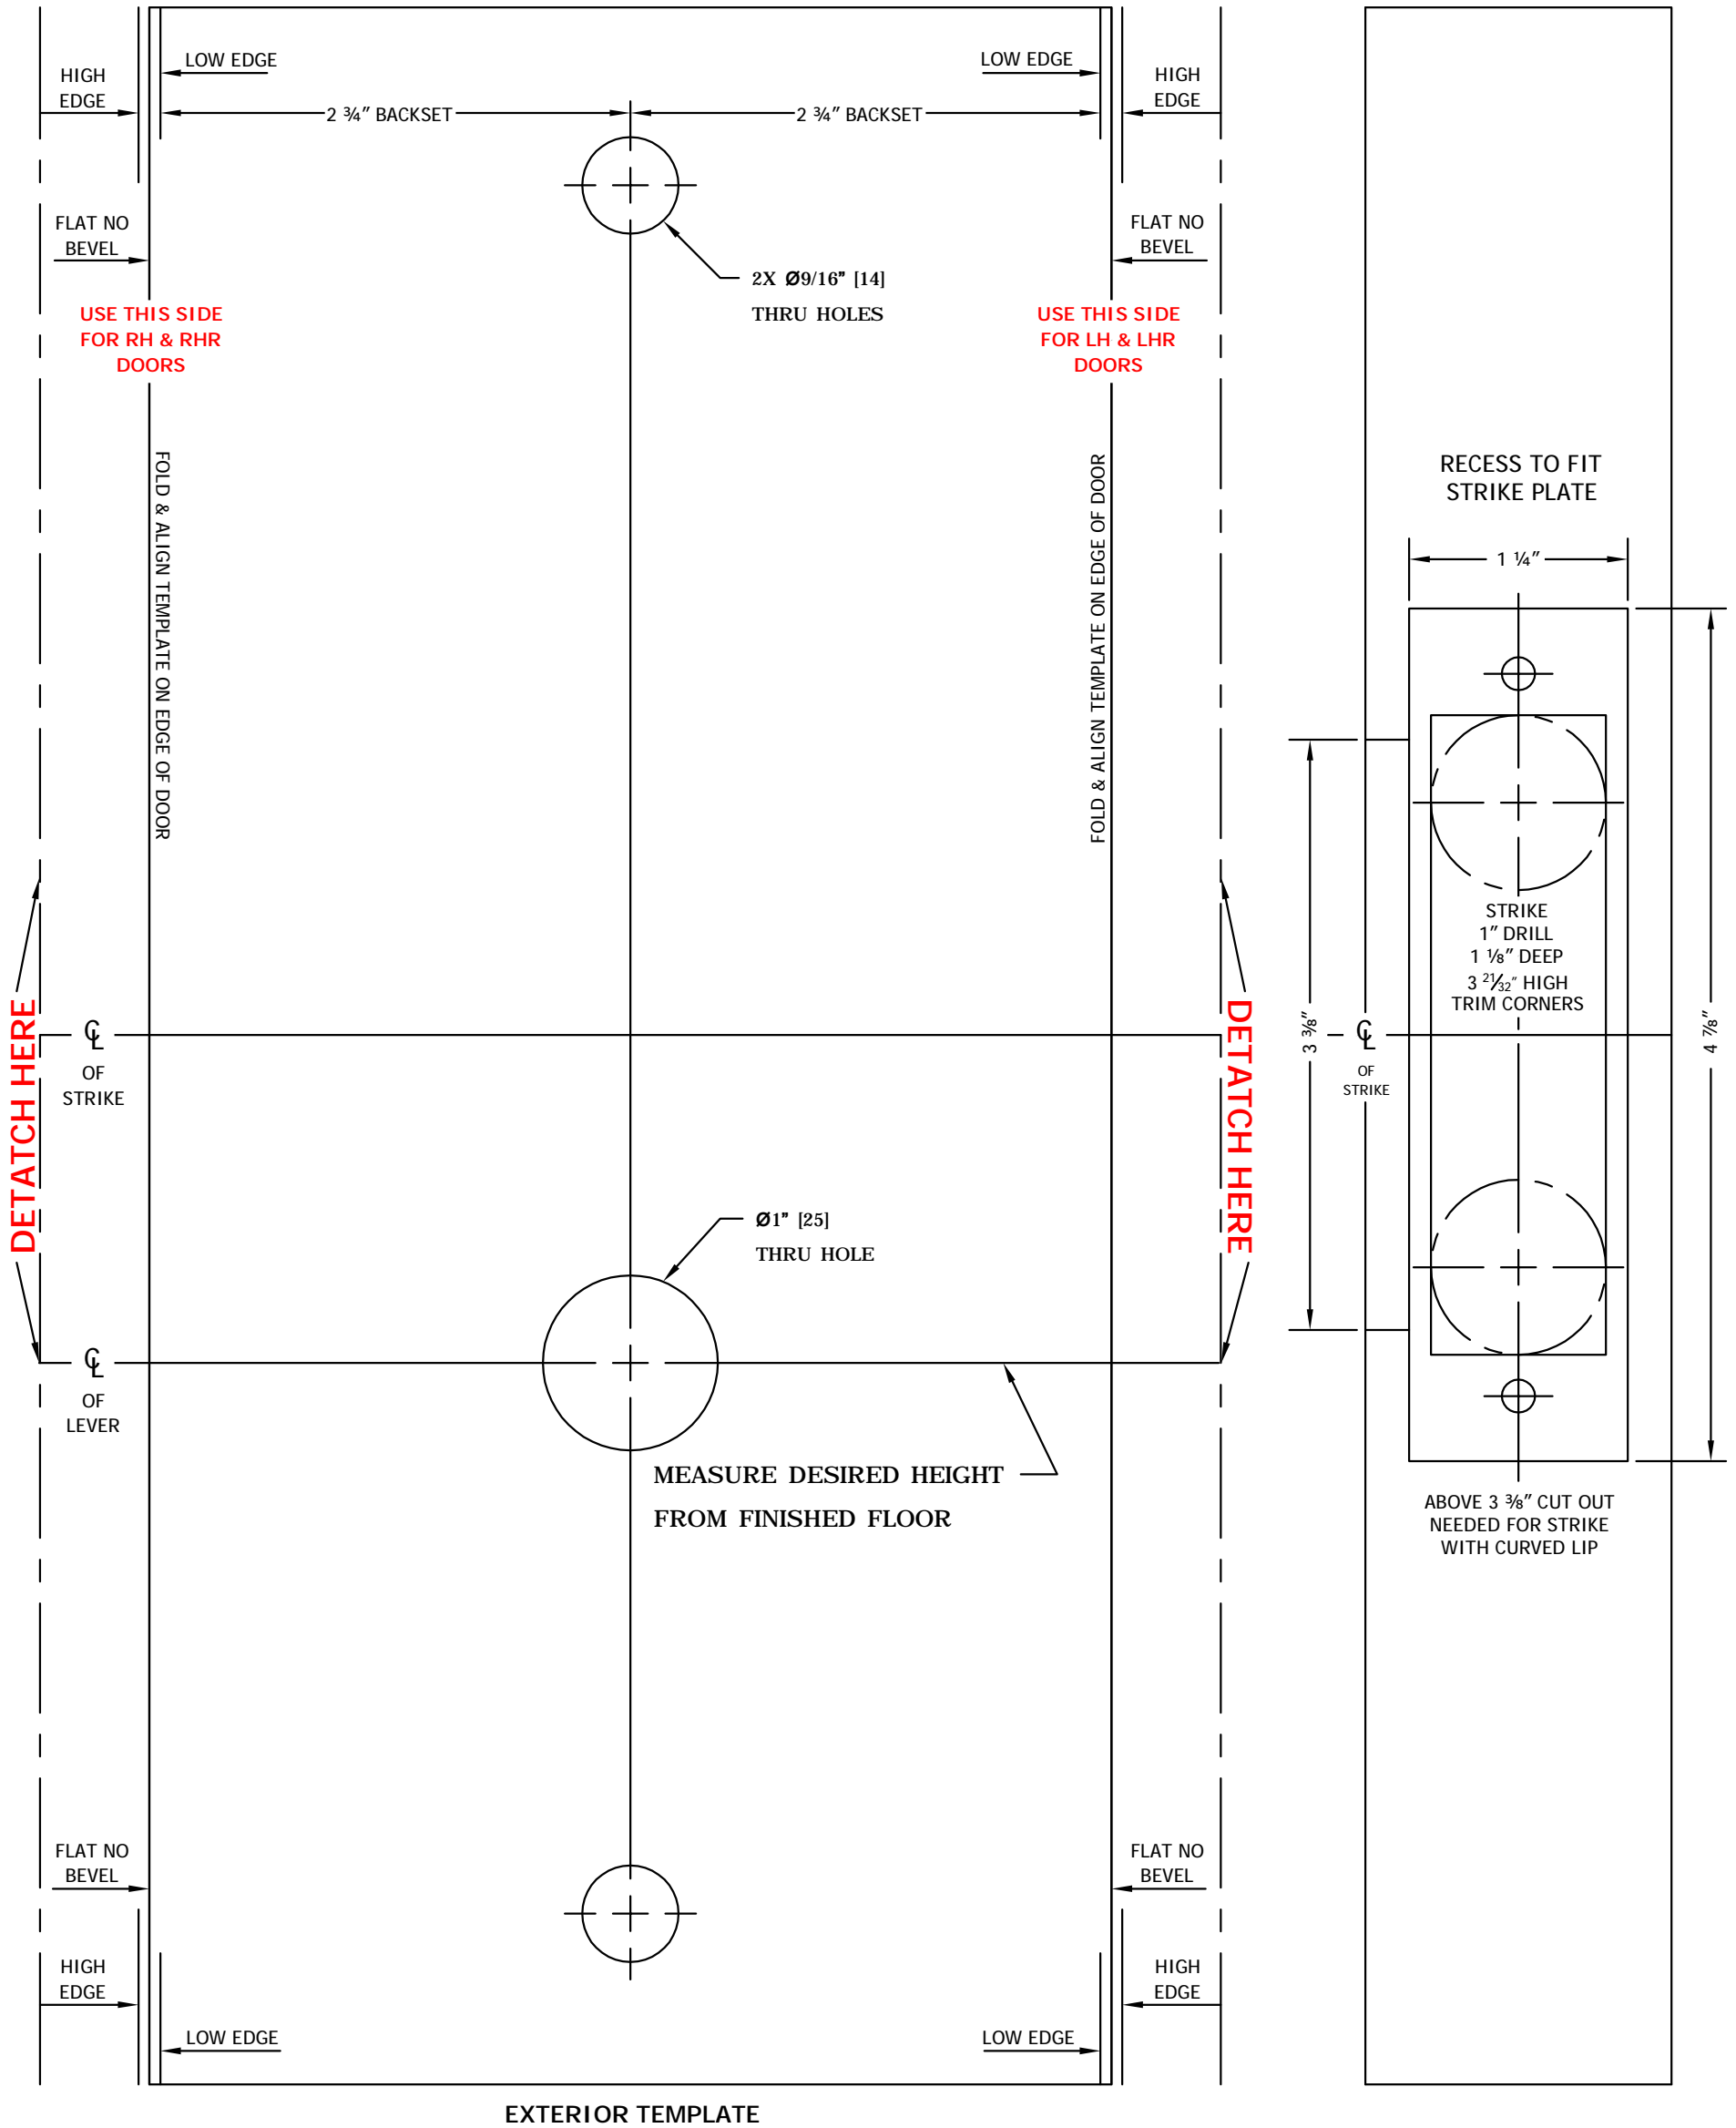 LOW EDGE
LOW EDGE
HIGH
EDGE
HIGH
EDGE
2 ¾" BACKSET
2 ¾" BACKSET
FLAT NO
BEVEL
FLAT NO
BEVEL
2X Ø9/16" [14]
THRU HOLES
USE THIS SIDE
FOR RH & RHR
DOORS
USE THIS SIDE
FOR LH & LHR
DOORS
FOLD & ALIGN TEMPLATE ON EDGE OF DOOR
FOLD & ALIGN TEMPLATE ON EDGE OF DOOR
DETATCH HERE
DETATCH HERE
℄
OF
STRIKE
Ø1" [25]
THRU HOLE
℄
OF
LEVER
MEASURE DESIRED HEIGHT
FROM FINISHED FLOOR
FLAT NO
BEVEL
FLAT NO
BEVEL
HIGH
EDGE
HIGH
EDGE
LOW EDGE
LOW EDGE
EXTERIOR TEMPLATE
RECESS TO FIT
STRIKE PLATE
1 ¼"
STRIKE
1" DRILL
1 ⅛" DEEP
3 21/32" HIGH
TRIM CORNERS
3 ⅜"
℄
OF
STRIKE
4 ⅞"
ABOVE 3 ⅜" CUT OUT
NEEDED FOR STRIKE
WITH CURVED LIP